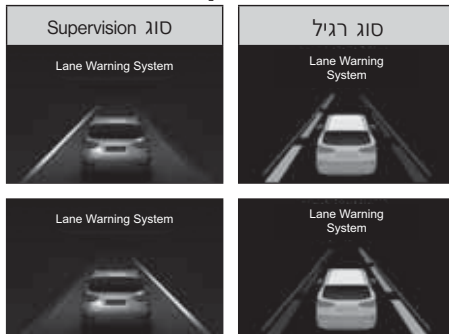 סוג Supervision
סוג רגיל
Lane Warning System
Lane Warning
System
Lane Warning System
Lane Warning
System